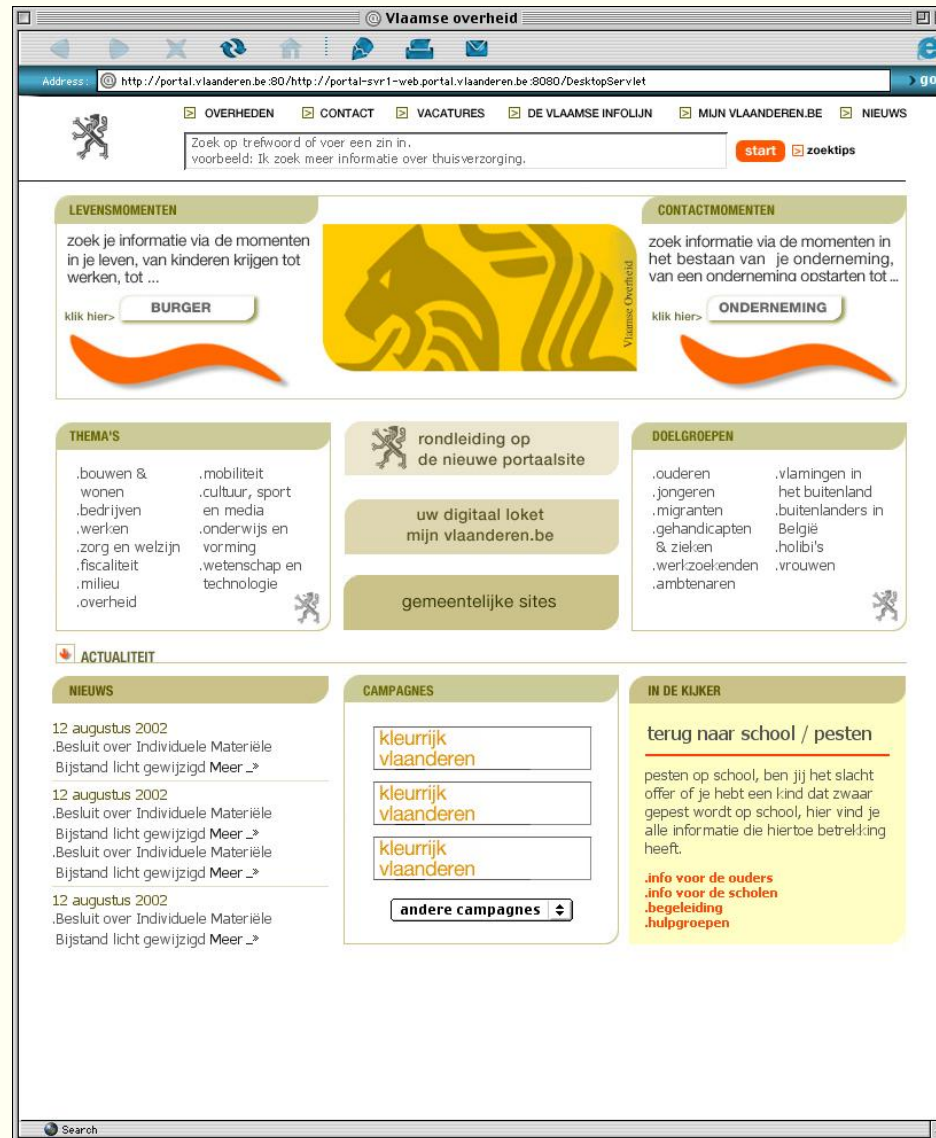 Vlaamse overheid
Address: http://portal.vlaanderen.be:80/http://portal-svr1-web.portal.vlaanderen.be:8080/DesktopServlet
› go
OVERHEDEN CONTACT VACATURES DE VLAAMSE INFOLIJN MIJN VLAANDEREN.BE NIEUWS
Zoek op trefwoord of voer een zin in.
voorbeeld: Ik zoek meer informatie over thuisverzorging.
start
zoektips
LEVENSMOMENTEN
zoek je informatie via de momenten
in je leven, van kinderen krijgen tot
werken, tot ...
klik hier> BURGER
Vlaamse Overheid
CONTACTMOMENTEN
zoek informatie via de momenten in
het bestaan van je onderneming,
van een onderneming opstarten tot ...
klik hier> ONDERNEMING
THEMA'S
.bouwen &
wonen
.bedrijven
.werken
.zorg en welzijn
.fiscaliteit
.milieu
.overheid
.mobiliteit
.cultuur, sport
en media
.onderwijs en
vorming
.wetenschap en
technologie
rondleiding op
de nieuwe portaalsite
uw digitaal loket
mijn vlaanderen.be
gemeentelijke sites
DOELGROEPEN
.ouderen
.jongeren
.migranten
.gehandicapten
& zieken
.werkzoekenden
.ambtenaren
.vlamingen in
het buitenland
.buitenlanders in
België
.holibi's
.vrouwen
ACTUALITEIT
NIEUWS
12 augustus 2002
.Besluit over Individuele Materiële
Bijstand licht gewijzigd Meer _»
12 augustus 2002
.Besluit over Individuele Materiële
Bijstand licht gewijzigd Meer _»
.Besluit over Individuele Materiële
Bijstand licht gewijzigd Meer _»
12 augustus 2002
.Besluit over Individuele Materiële
Bijstand licht gewijzigd Meer _»
CAMPAGNES
kleurrijk
vlaanderen
kleurrijk
vlaanderen
kleurrijk
vlaanderen
andere campagnes
IN DE KIJKER
terug naar school / pesten
pesten op school, ben jij het slacht
offer of je hebt een kind dat zwaar
gepest wordt op school, hier vind je
alle informatie die hiertoe betrekking
heeft.
.info voor de ouders
.info voor de scholen
.begeleiding
.hulpgroepen
Search